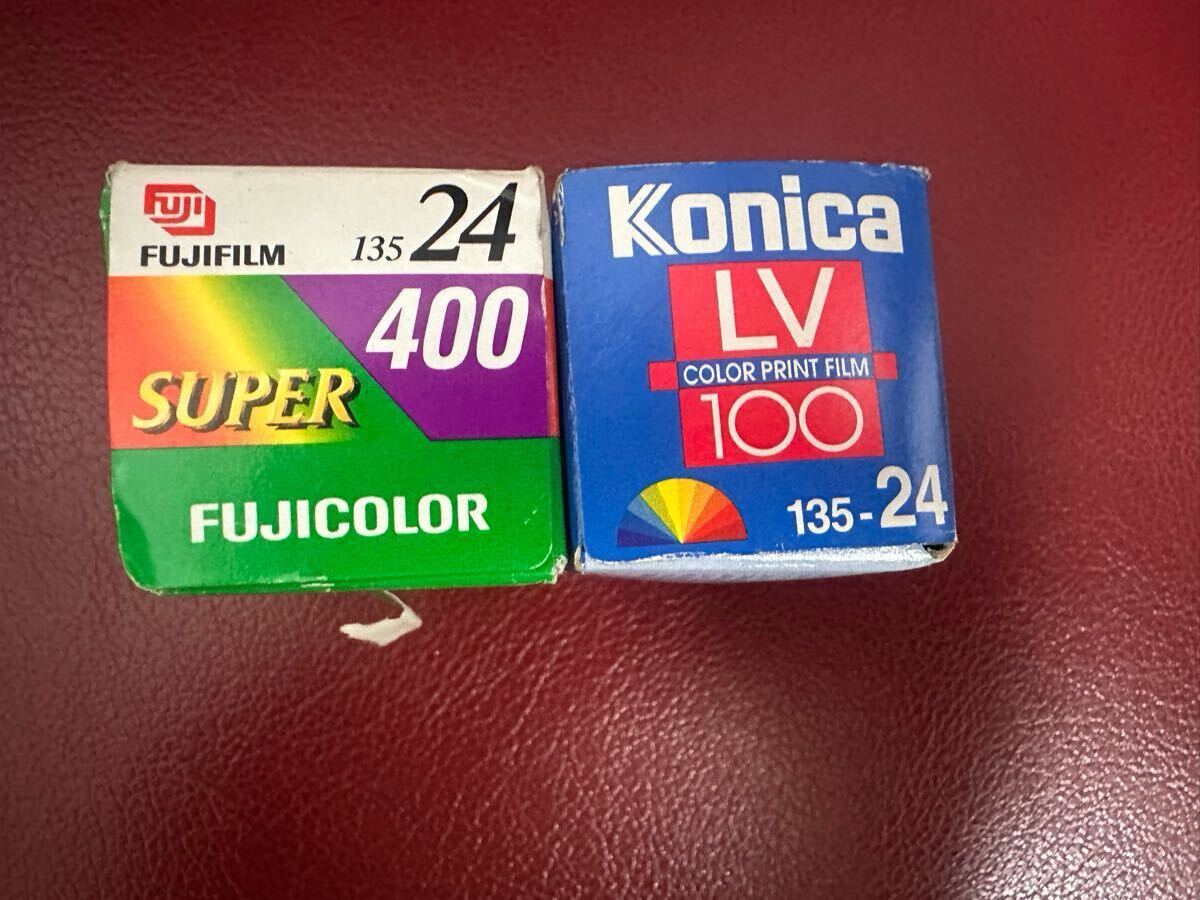 FUJI
FUJIFILM
135 24
400
SUPER
FUJICOLOR
Konica
LV
COLOR PRINT FILM
100
135-24